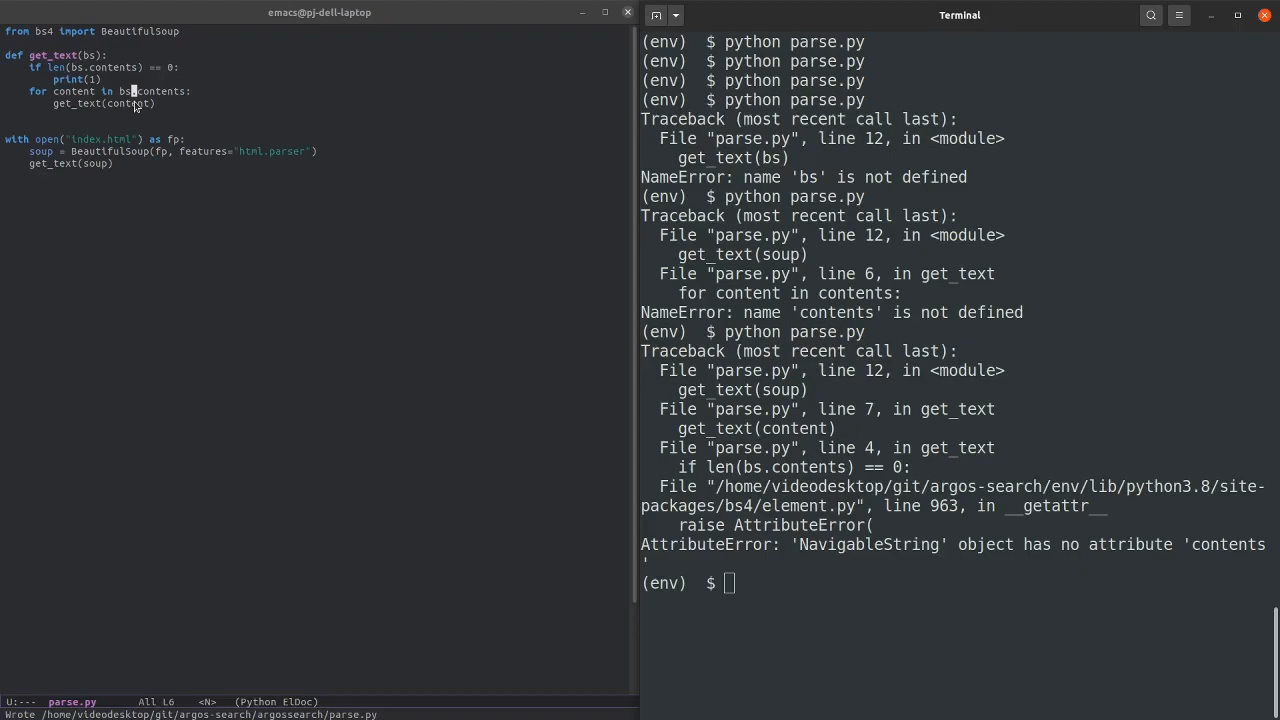 emacs@pj-dell-laptop
from bs4 import BeautifulSoup
def get_text(bs):
    if len(bs.contents) == 0:
        print(1)
    for content in bs.contents:
        get_text(content)
with open("index.html") as fp:
    soup = BeautifulSoup(fp, features="html.parser")
    get_text(soup)
U:---  parse.py       All L6    <N>   (Python ElDoc)
Wrote /home/videodesktop/git/argos-search/argossearch/parse.py
Terminal
(env)  $ python parse.py
(env)  $ python parse.py
(env)  $ python parse.py
(env)  $ python parse.py
Traceback (most recent call last):
  File "parse.py", line 12, in <module>
    get_text(bs)
NameError: name 'bs' is not defined
(env)  $ python parse.py
Traceback (most recent call last):
  File "parse.py", line 12, in <module>
    get_text(soup)
  File "parse.py", line 6, in get_text
    for content in contents:
NameError: name 'contents' is not defined
(env)  $ python parse.py
Traceback (most recent call last):
  File "parse.py", line 12, in <module>
    get_text(soup)
  File "parse.py", line 7, in get_text
    get_text(content)
  File "parse.py", line 4, in get_text
    if len(bs.contents) == 0:
  File "/home/videodesktop/git/argos-search/env/lib/python3.8/site-
packages/bs4/element.py", line 963, in __getattr__
    raise AttributeError(
AttributeError: 'NavigableString' object has no attribute 'contents
'
(env)  $